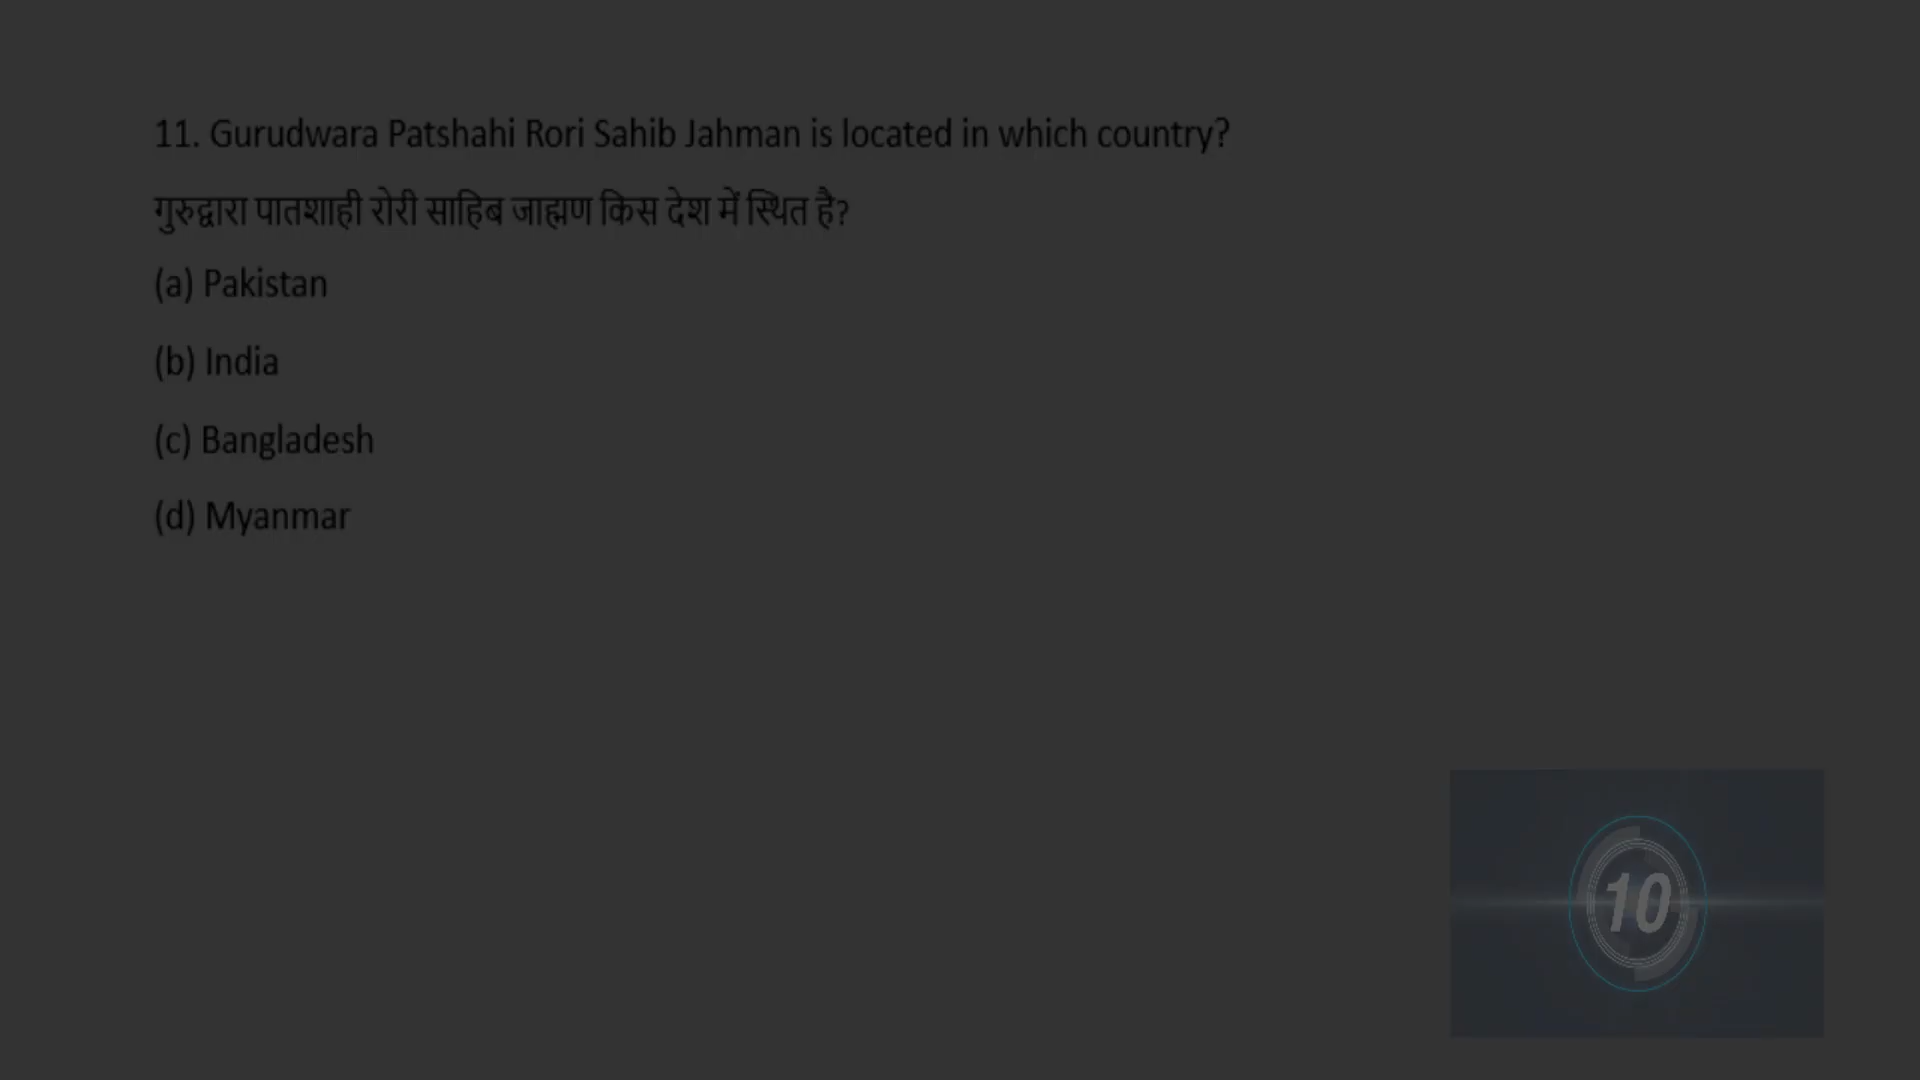 11. Gurudwara Patshahi Rori Sahib Jahman is located in which country?
गुरुद्वारा पातशाही रोरी साहिब जाह्मण किस देश में स्थित है?
(a) Pakistan
(b) India
(c) Bangladesh
(d) Myanmar
10